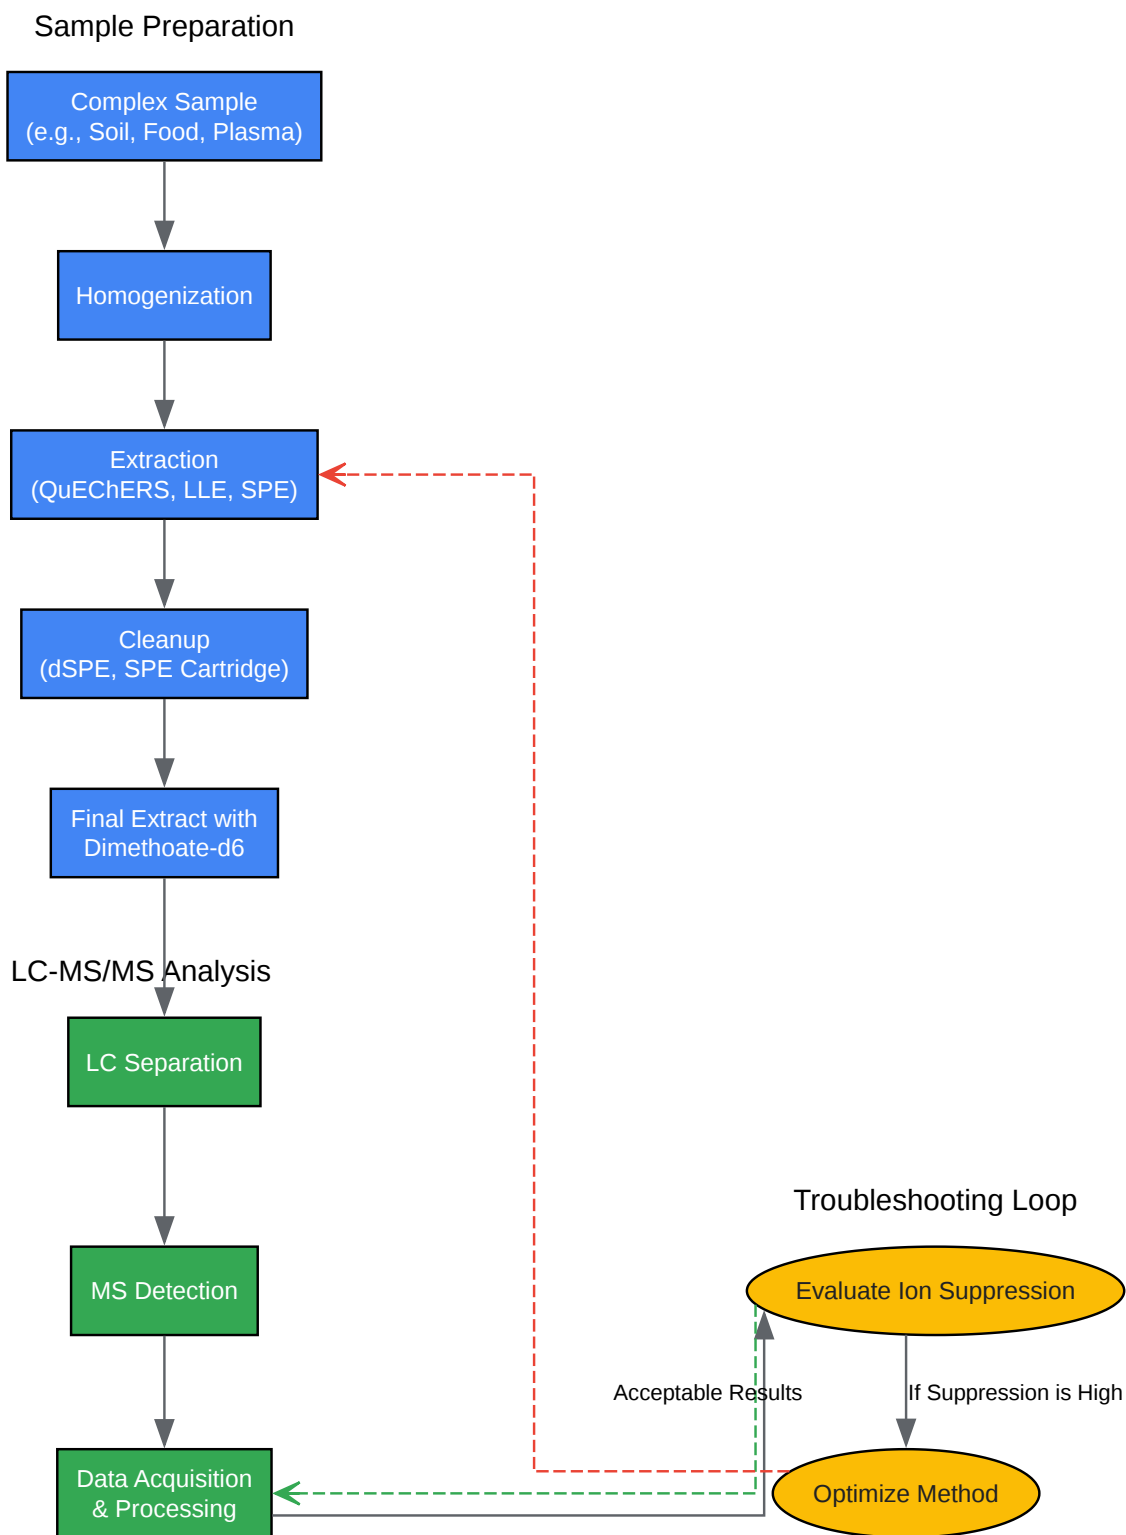 Sample Preparation
Complex Sample
(e.g., Soil, Food, Plasma)
Homogenization
Extraction
(QuEChERS, LLE, SPE)
Cleanup
(dSPE, SPE Cartridge)
Final Extract with
Dimethoate-d6
LC-MS/MS Analysis
LC Separation
MS Detection
Data Acquisition
& Processing
Troubleshooting Loop
Evaluate Ion Suppression
Acceptable Results
If Suppression is High
Optimize Method